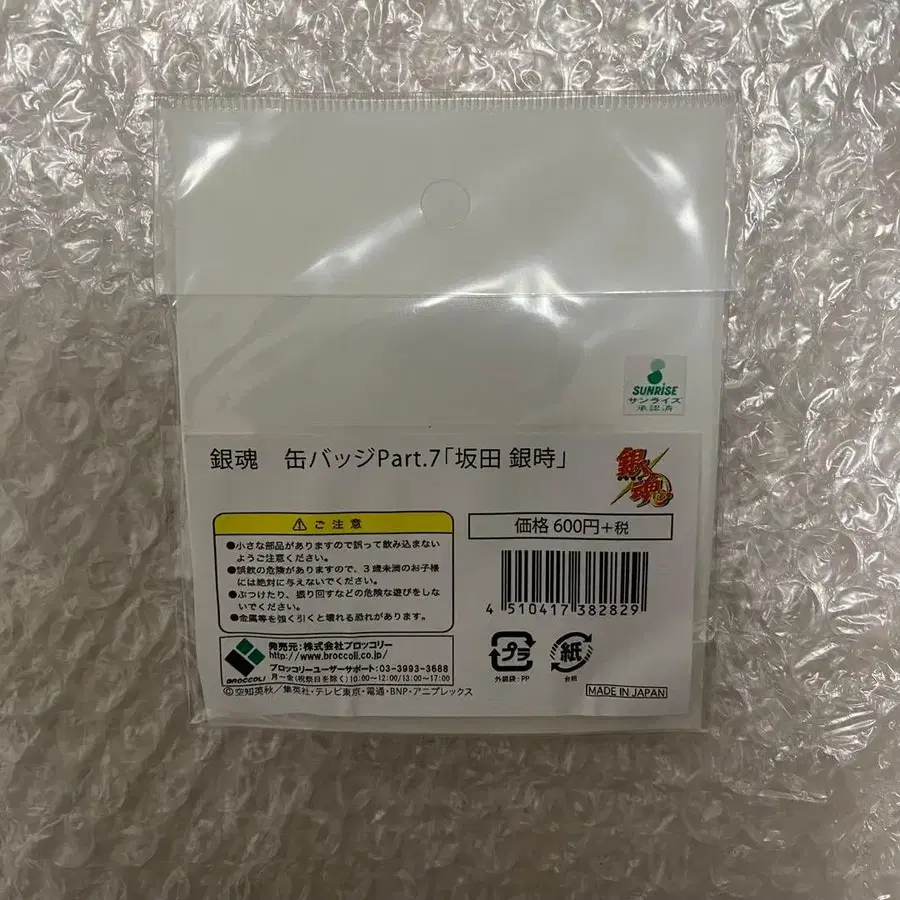 SUNRISE
サンライズ
承認済
銀魂 缶バッジPart.7「坂田 銀時」
銀魂
ご注意
●小さな部品がありますので誤って飲み込まない
ようご注意ください。
●誤飲の危険がありますので、3歳未満のお子様
には絶対に与えないでください。
●ぶつけたり、振り回すなどの危険な遊びをしな
いでください。
●金属等を強く引くと壊れる恐れがあります。
価格 600円+税
4 510417 382829
BROCCOLI
発売元:株式会社ブロッコリー
http://www.broccoli.co.jp/
ブロッコリーユーザーサポート:03-3993-3688
月～金(祝祭日を除く)10:00～12:00/13:00～17:00
プラ
外袋袋:PP
紙
台紙
©空知英秋/集英社・テレビ東京・電通・BNP・アニプレックス
MADE IN JAPAN